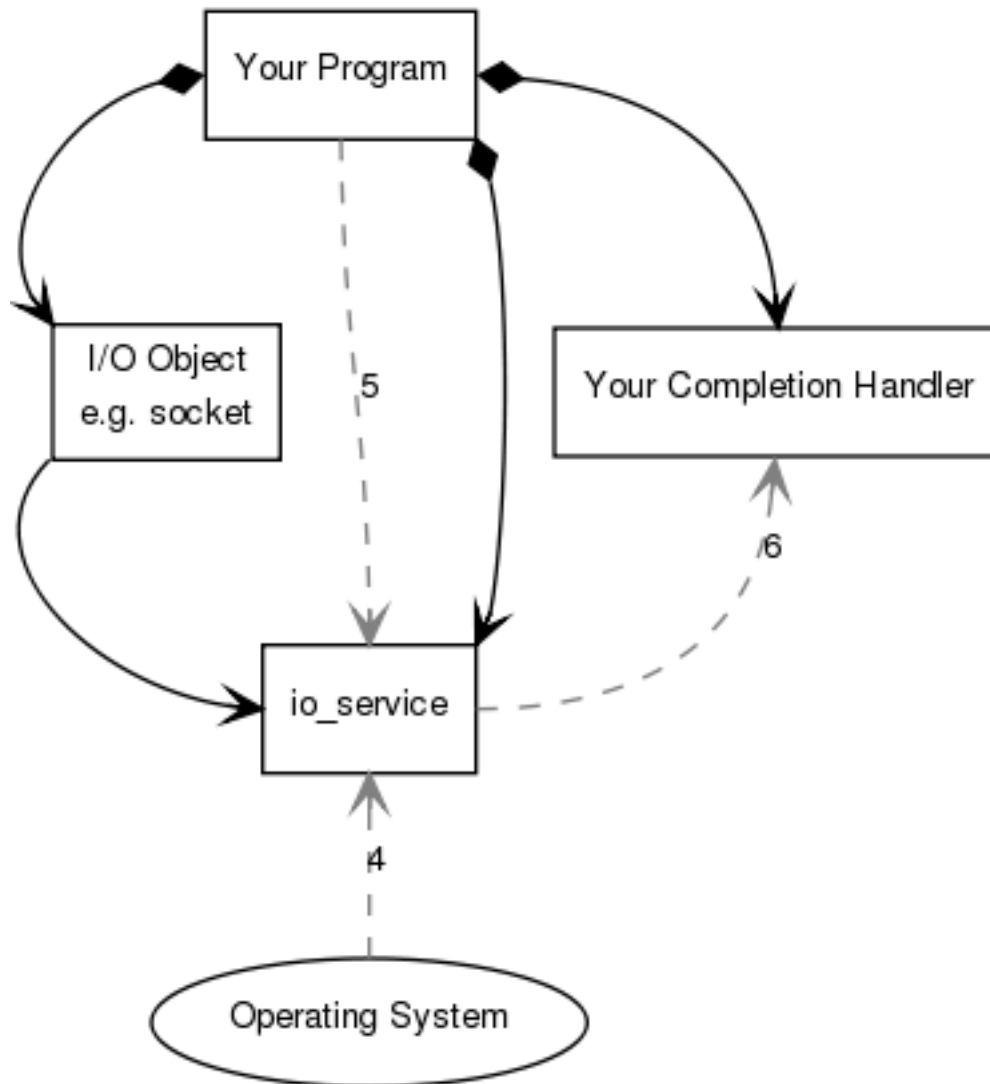 Your Program
I/O Object
e.g. socket
5
Your Completion Handler
6
io_service
4
Operating System